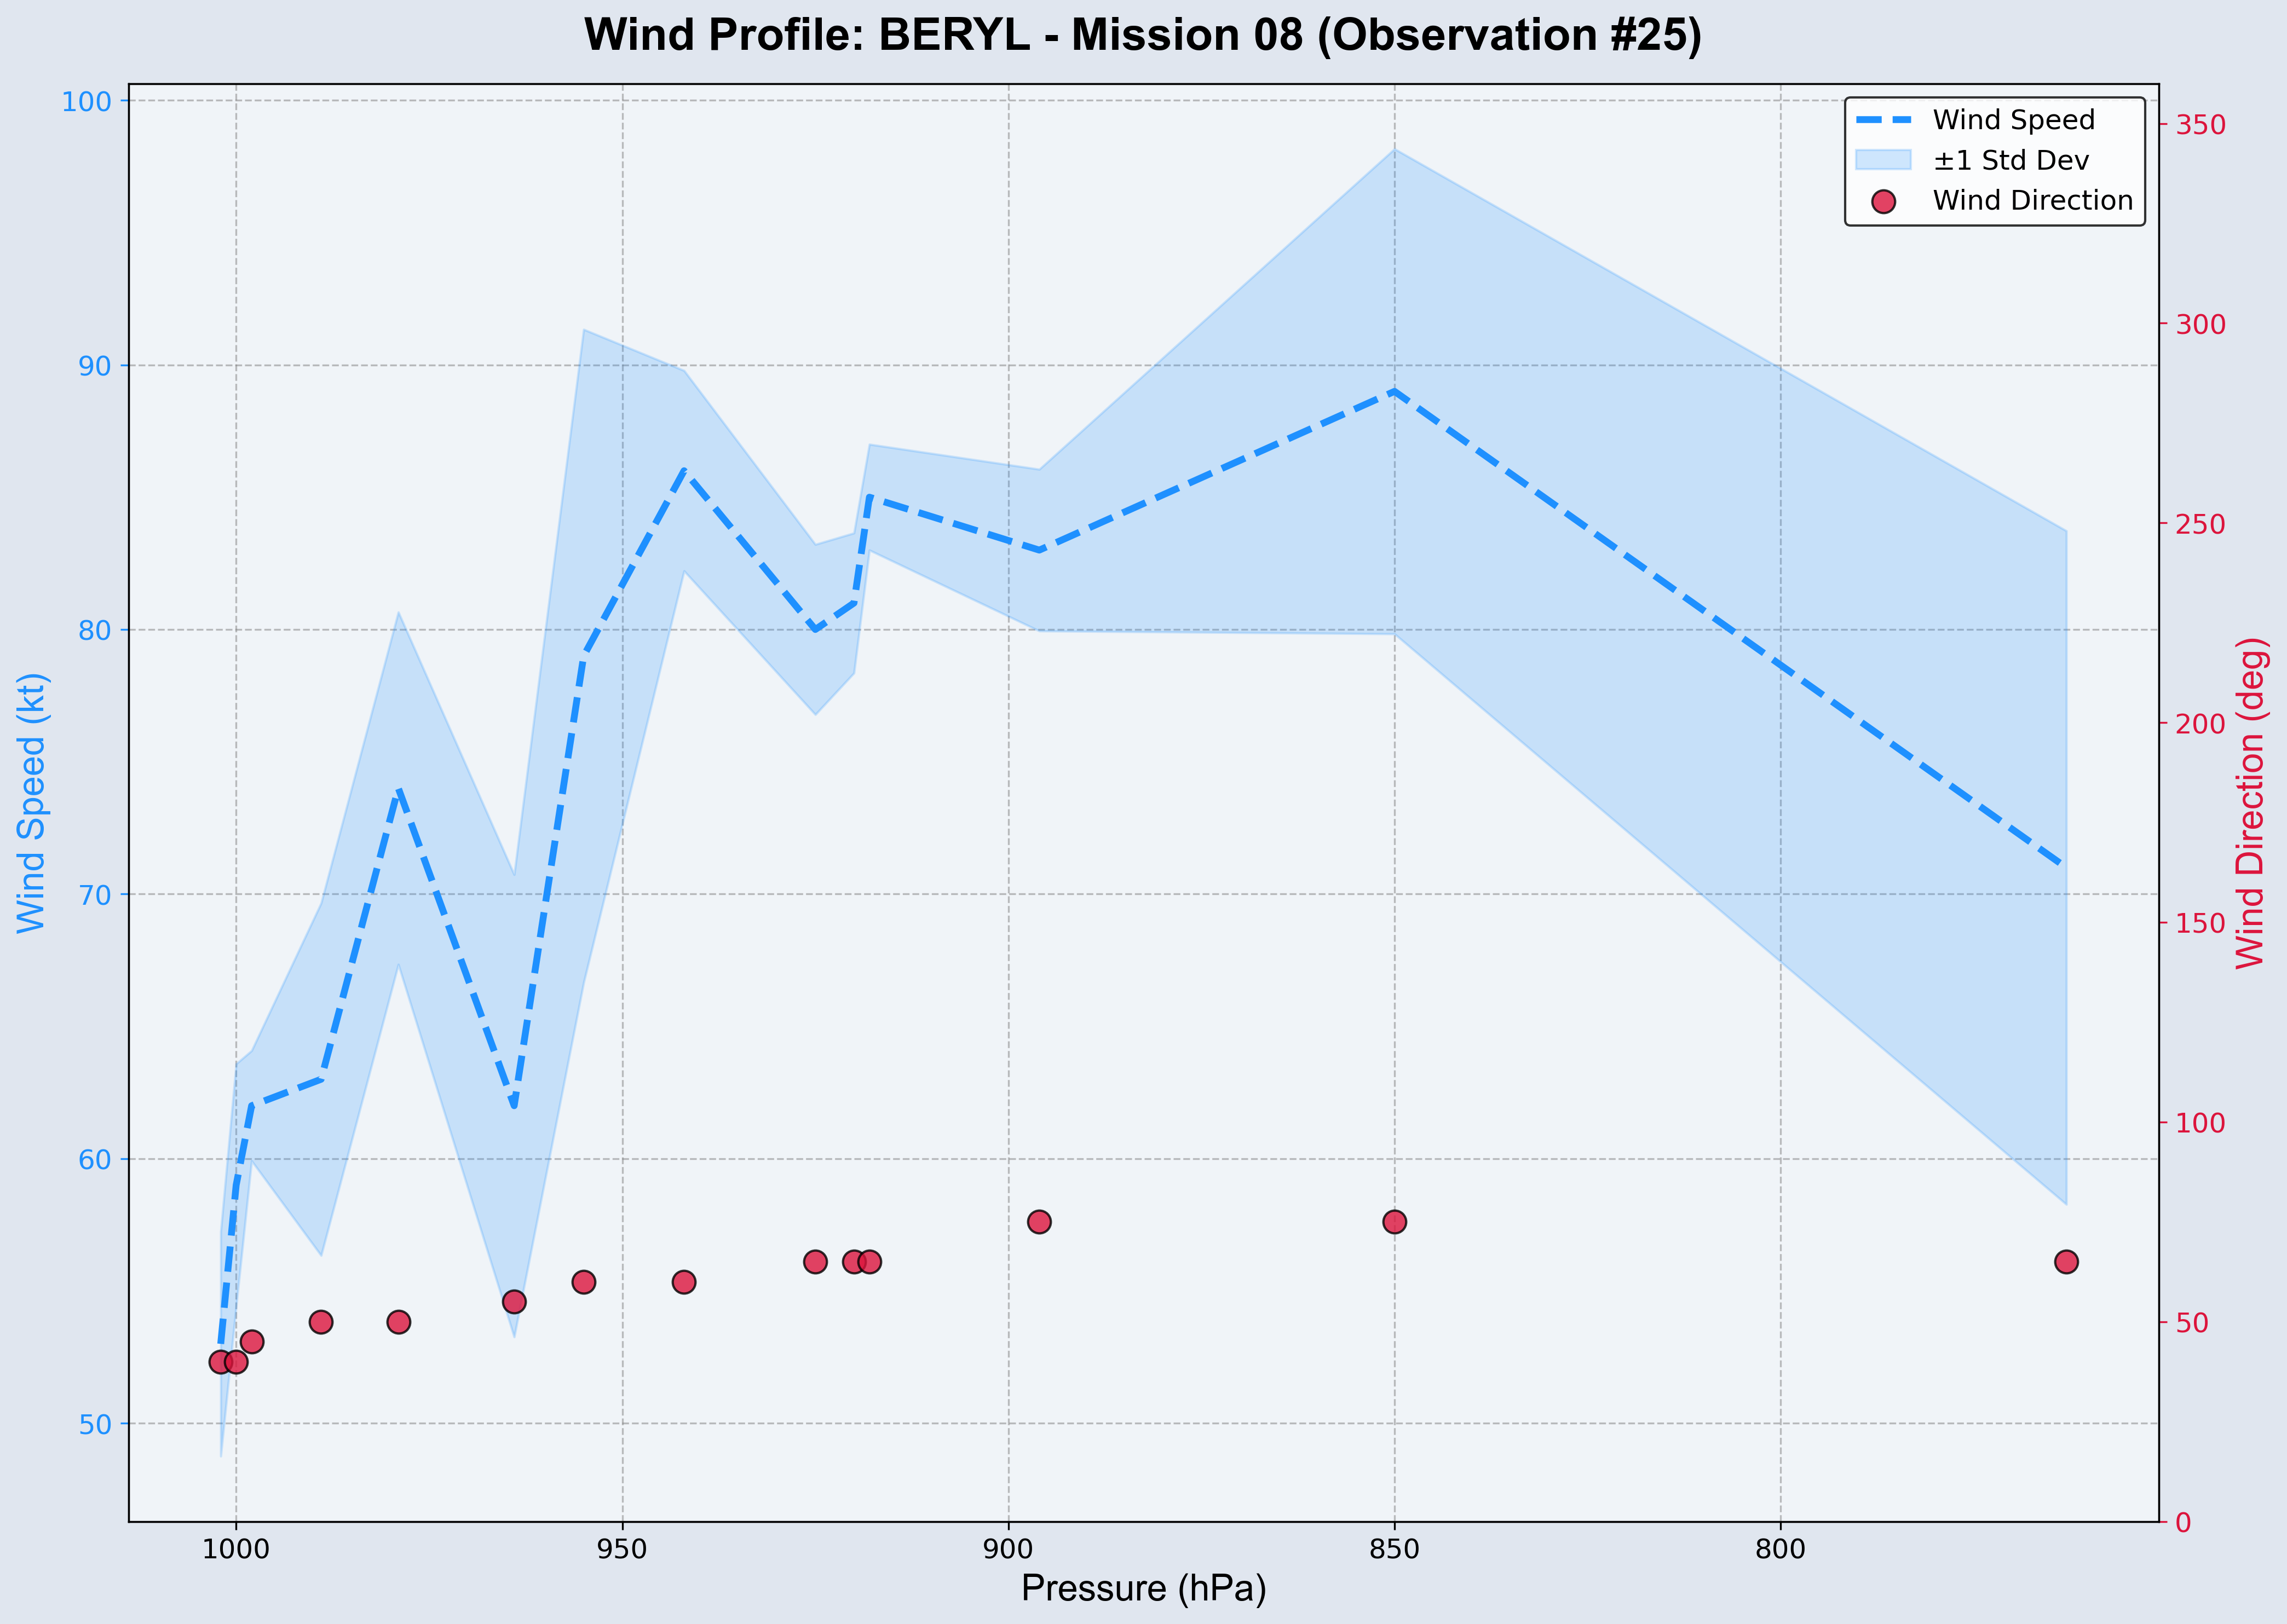 Wind Profile: BERYL - Mission 08 (Observation #25)
Wind Speed (kt)
100
90
80
70
60
50
Wind Speed
±1 Std Dev
Wind Direction
350
300
250
200
150
100
50
0
Wind Direction (deg)
1000 950 900 850 800
Pressure (hPa)